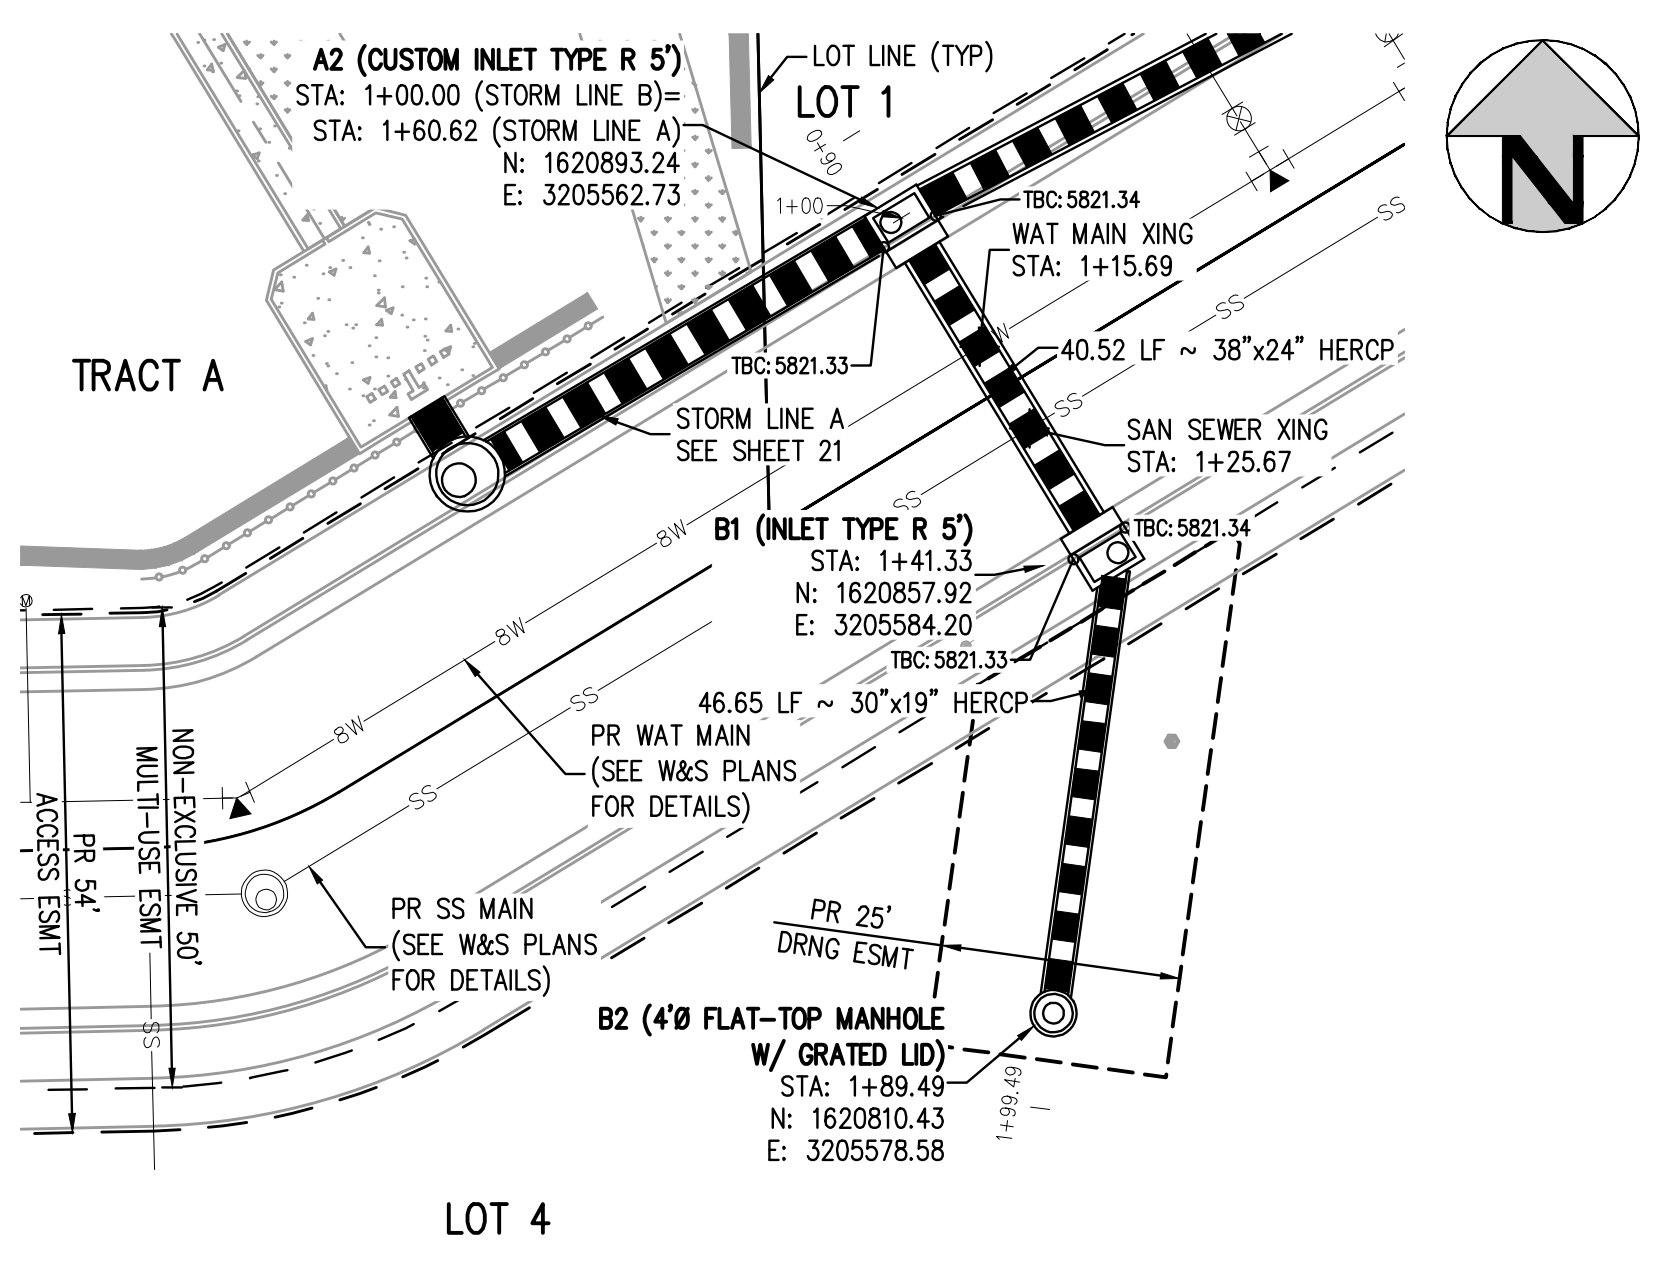 A2 (CUSTOM INLET TYPE R 5')
STA: 1+00.00 (STORM LINE B)=
STA: 1+60.62 (STORM LINE A)
N: 1620893.24
E: 3205562.73
LOT LINE (TYP)
LOT 1
0+90
1+00
TBC: 5821.34
WAT MAIN XING
STA: 1+15.69
N
SS
SS
W
40.52 LF ~ 38"x24" HERCP
TBC: 5821.33
TRACT A
SS
STORM LINE A
SEE SHEET 21
SAN SEWER XING
STA: 1+25.67
SS
8W
B1 (INLET TYPE R 5')
STA: 1+41.33
N: 1620857.92
E: 3205584.20
TBC: 5821.34
TBC: 5821.33
M
8W
SS
46.65 LF ~ 30"x19" HERCP
8W
PR WAT MAIN
(SEE W&S PLANS
FOR DETAILS)
SS
PR 54'
ACCESS ESMT
NON-EXCLUSIVE 50'
MULTI-USE ESMT
SS
PR SS MAIN
(SEE W&S PLANS
FOR DETAILS)
PR 25'
DRNG ESMT
B2 (4'Ø FLAT-TOP MANHOLE
W/ GRATED LID)
STA: 1+89.49
N: 1620810.43
E: 3205578.58
1+99.49
LOT 4